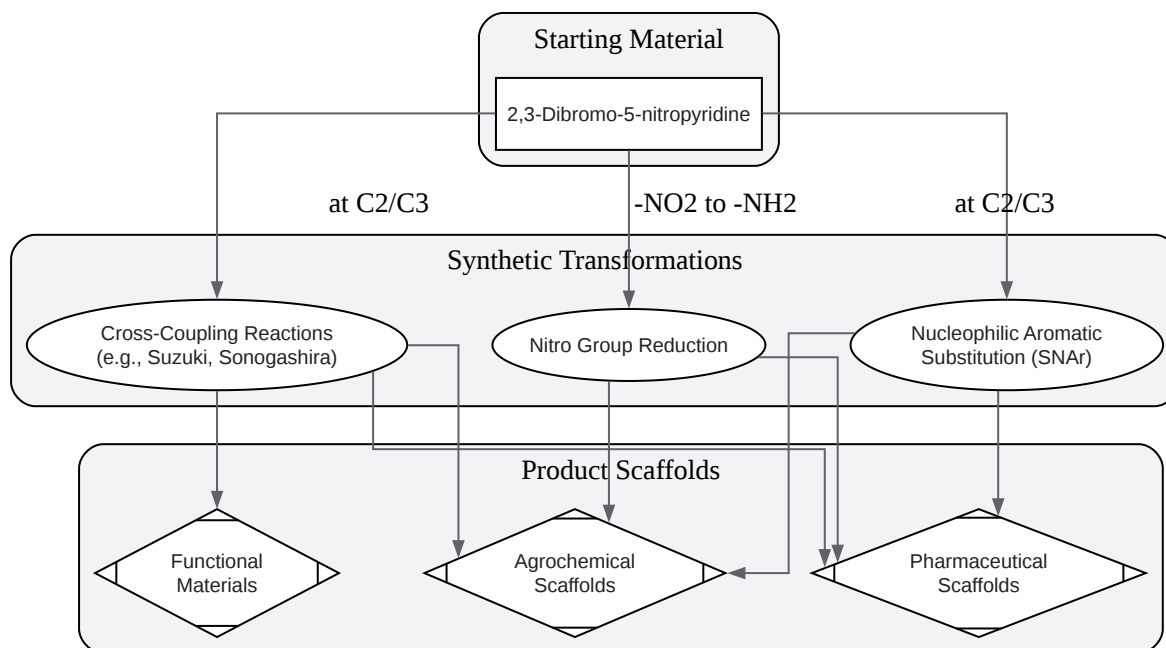 Starting Material
2,3-Dibromo-5-nitropyridine
at C2/C3
-NO2 to -NH2
at C2/C3
Synthetic Transformations
Cross-Coupling Reactions
(e.g., Suzuki, Sonogashira)
Nitro Group Reduction
Nucleophilic Aromatic
Substitution (SNAr)
Product Scaffolds
Functional
Materials
Agrochemical
Scaffolds
Pharmaceutical
Scaffolds